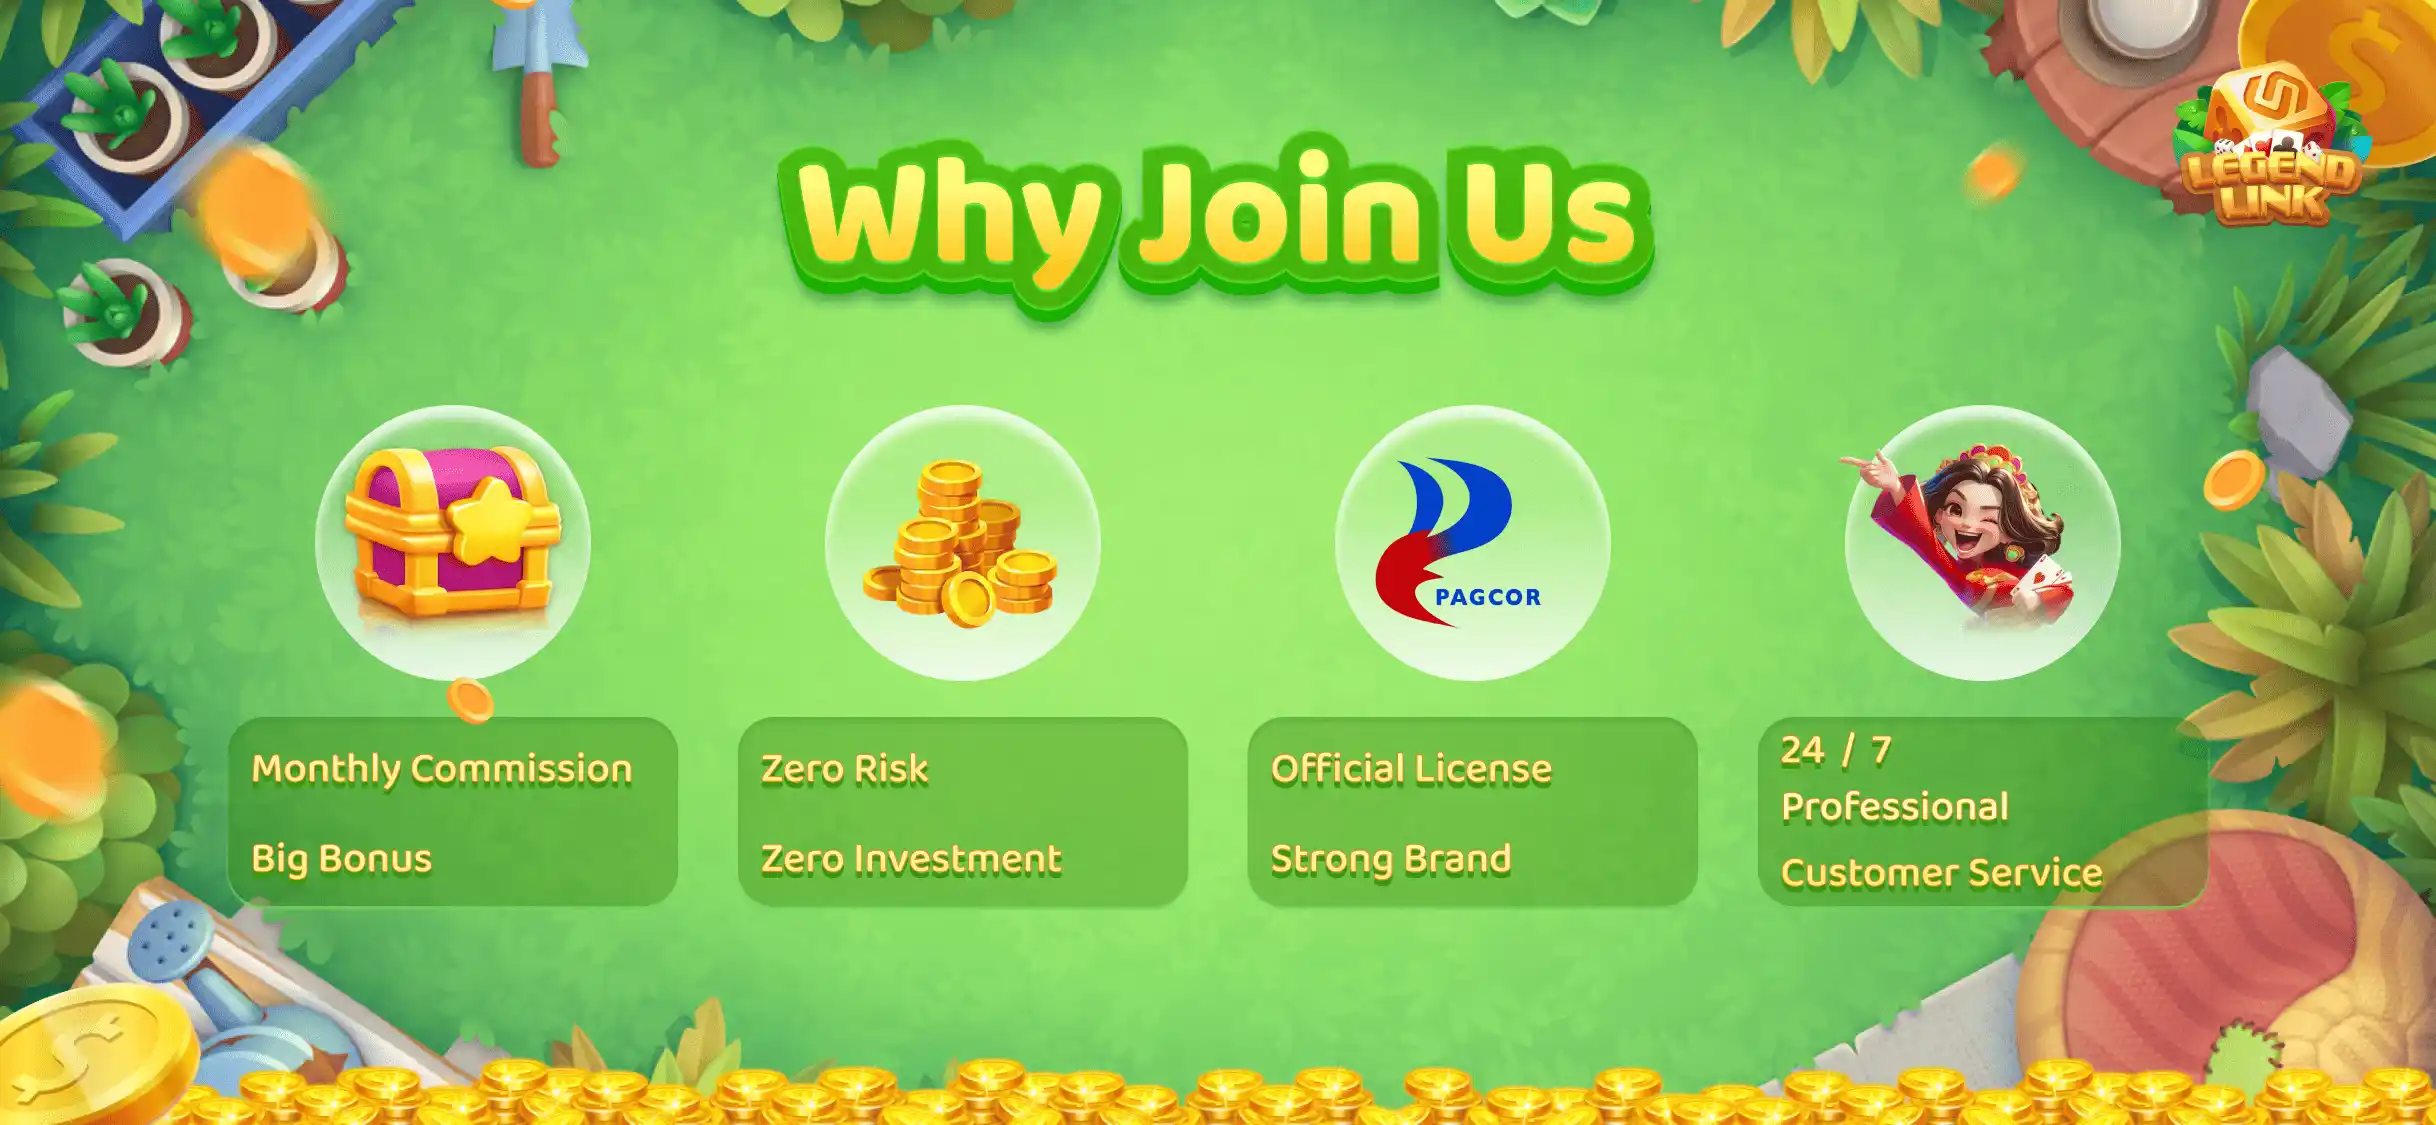 Why Join Us
LEGEND
LINK
PAGCOR
Monthly Commission
Big Bonus
Zero Risk
Zero Investment
Official License
Strong Brand
24 / 7
Professional
Customer Service